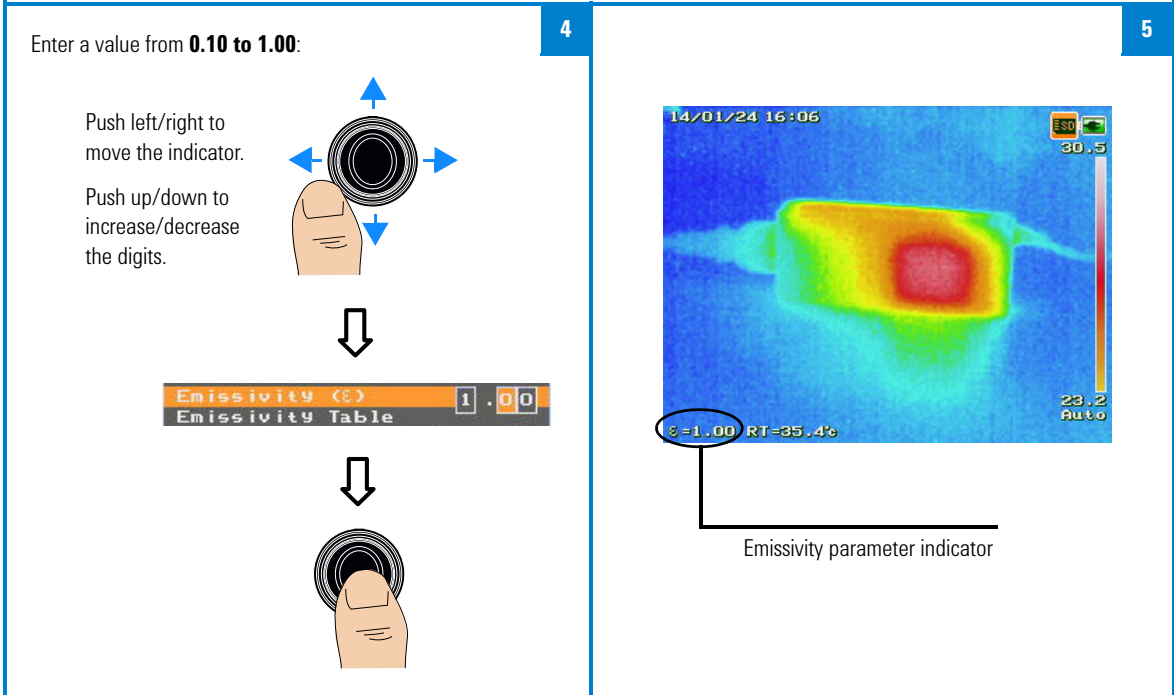 4
Enter a value from 0.10 to 1.00:
Push left/right to
move the indicator.
Push up/down to
increase/decrease
the digits.
Emissivity (ε) 1.00
Emissivity Table
5
14/01/24 16:06
SD
30.5
23.2
Auto
ε=1.00 RT=35.4℃
Emissivity parameter indicator